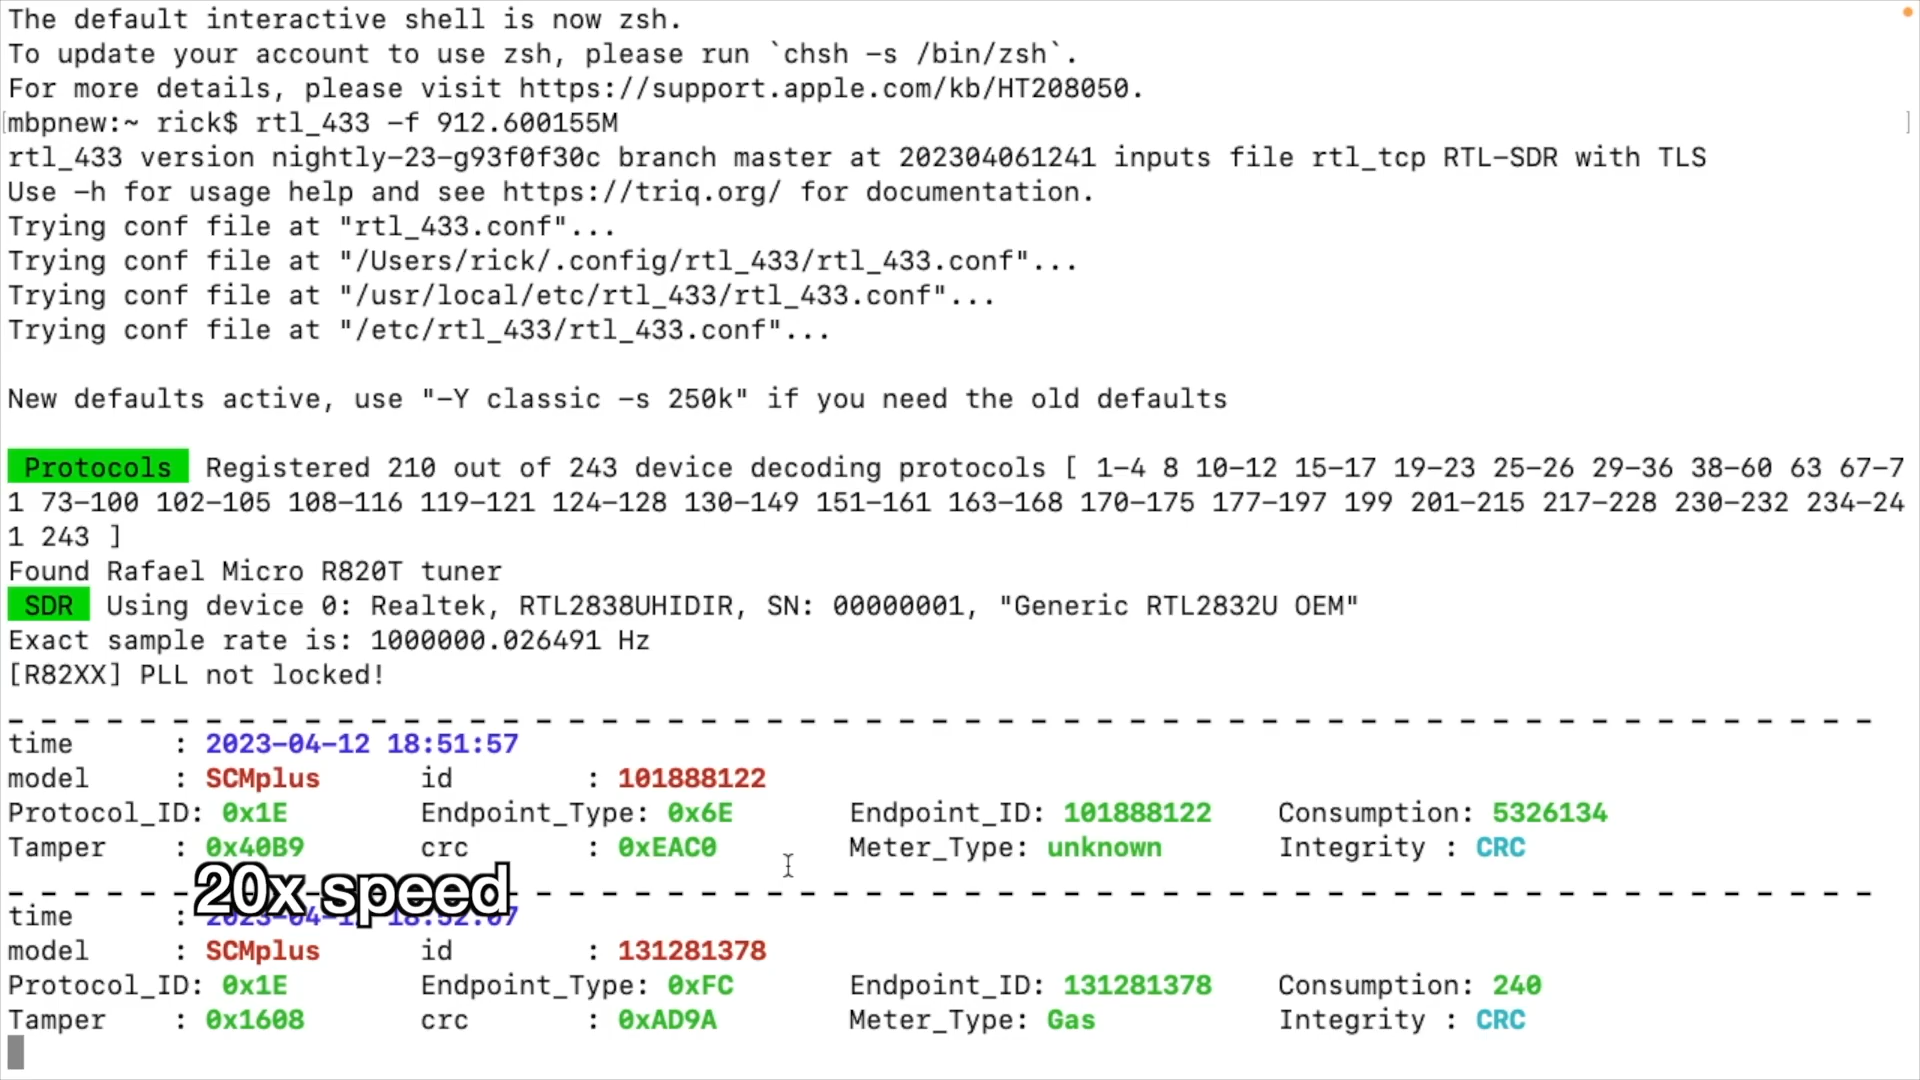 The default interactive shell is now zsh.
To update your account to use zsh, please run `chsh -s /bin/zsh`.
For more details, please visit https://support.apple.com/kb/HT208050.
[mbpnew:~ rick$ rtl_433 -f 912.600155M ]
rtl_433 version nightly-23-g93f0f30c branch master at 202304061241 inputs file rtl_tcp RTL-SDR with TLS
Use -h for usage help and see https://triq.org/ for documentation.
Trying conf file at "rtl_433.conf"...
Trying conf file at "/Users/rick/.config/rtl_433/rtl_433.conf"...
Trying conf file at "/usr/local/etc/rtl_433/rtl_433.conf"...
Trying conf file at "/etc/rtl_433/rtl_433.conf"...
New defaults active, use "-Y classic -s 250k" if you need the old defaults
Protocols Registered 210 out of 243 device decoding protocols [ 1-4 8 10-12 15-17 19-23 25-26 29-36 38-60 63 67-7
1 73-100 102-105 108-116 119-121 124-128 130-149 151-161 163-168 170-175 177-197 199 201-215 217-228 230-232 234-24
1 243 ]
Found Rafael Micro R820T tuner
SDR Using device 0: Realtek, RTL2838UHIDIR, SN: 00000001, "Generic RTL2832U OEM"
Exact sample rate is: 1000000.026491 Hz
[R82XX] PLL not locked!
- - - - - - - - - - - - - - - - - - - - - - - - - - - - - - - - - - - - - - - - - - - - - - - - - - - - - - - - -
time : 2023-04-12 18:51:57
model : SCMplus id : 101888122
Protocol_ID: 0x1E Endpoint_Type: 0x6E Endpoint_ID: 101888122 Consumption: 5326134
Tamper : 0x40B9 crc : 0xEAC0 Meter_Type: unknown Integrity : CRC
20x speed
time : 2023-04-12 18:52:07
model : SCMplus id : 131281378
Protocol_ID: 0x1E Endpoint_Type: 0xFC Endpoint_ID: 131281378 Consumption: 240
Tamper : 0x1608 crc : 0xAD9A Meter_Type: Gas Integrity : CRC